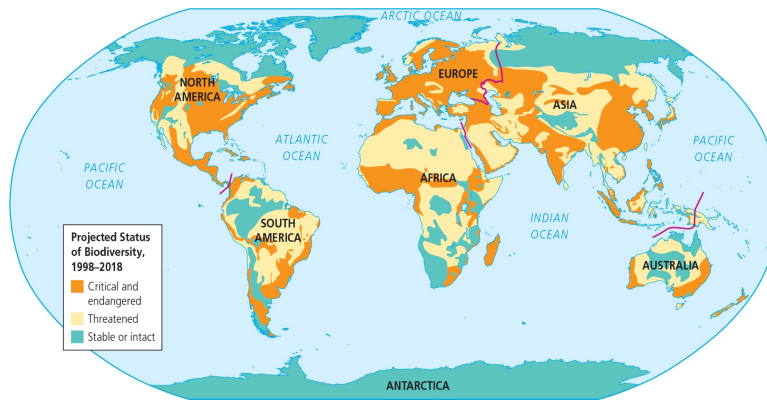 ARCTIC OCEAN
NORTH
AMERICA
EUROPE
ASIA
ATLANTIC
OCEAN
PACIFIC
OCEAN
PACIFIC
OCEAN
AFRICA
INDIAN
OCEAN
SOUTH
AMERICA
AUSTRALIA
ANTARCTICA
Projected Status
of Biodiversity,
1998–2018
Critical and
endangered
Threatened
Stable or intact